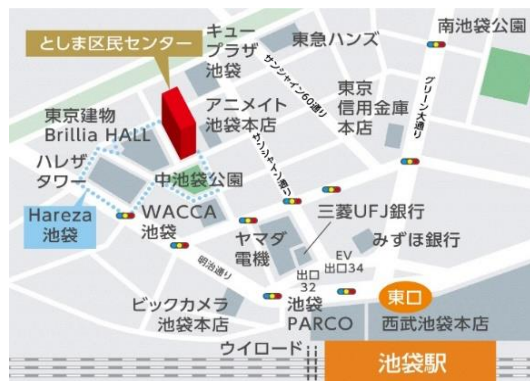 としま区民センター
キュー
プラザ
池袋
東急ハンズ
南池袋公園
サンシャイン60通り
グリーン大通り
東京建物
Brillia HALL
アニメイト
池袋本店
東京
信用金庫
本店
サンシャイン通り
ハレザ
タワー
中池袋公園
Hareza
池袋
WACCA
池袋
三菱UFJ銀行
ヤマダ
電機
みずほ銀行
明治通り
EV
出口34
出口
32
ビックカメラ
池袋本店
池袋
PARCO
東口
西武池袋本店
ウイロード
池袋駅